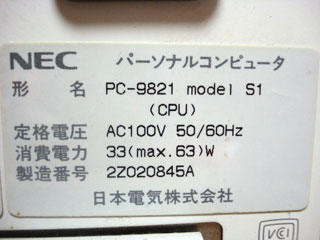 NEC パーソナルコンピュータ
形 名 PC-9821 model S1
(CPU)
定格電圧 AC100V 50/60Hz
消費電力 33(max.63)W
製造番号 2Z020845A
日本電気株式会社
VCI